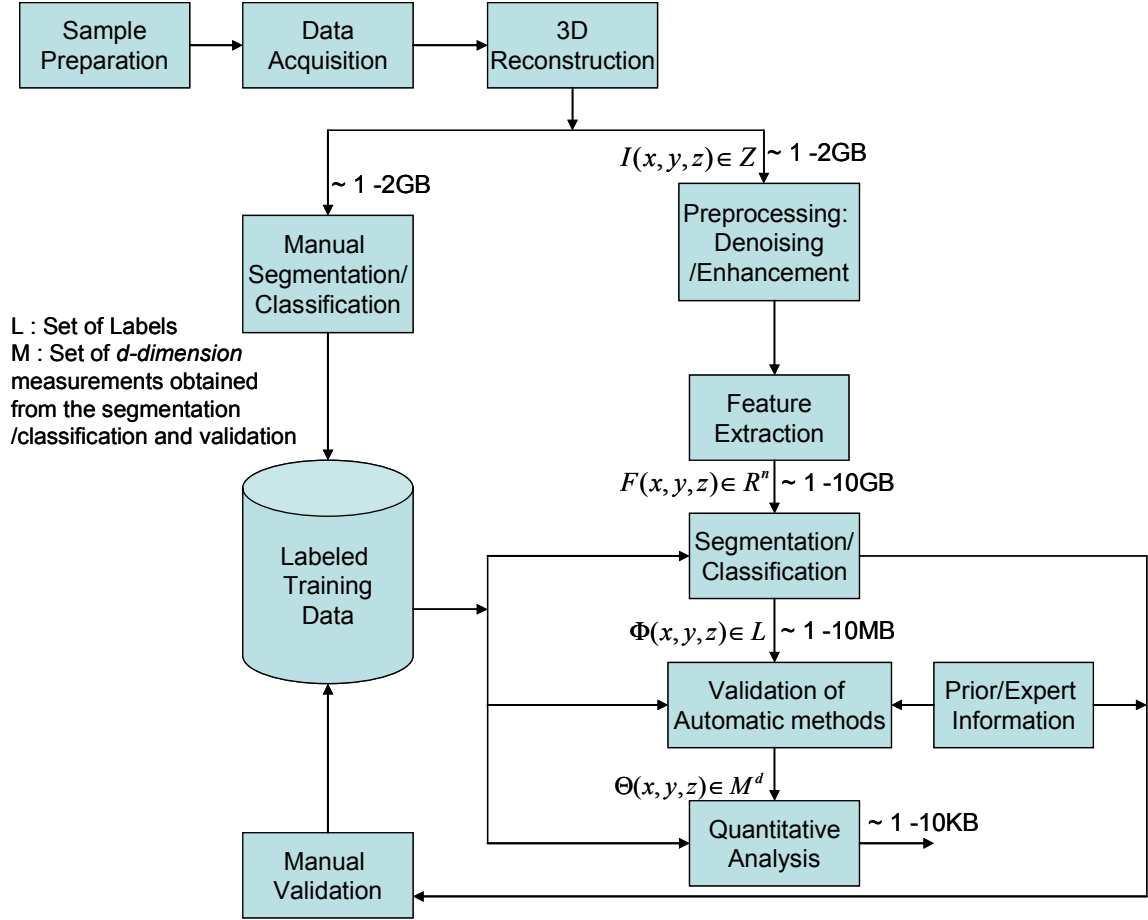 Sample
Preparation
Data
Acquisition
3D
Reconstruction
I(x, y, z) ∈ Z
~ 1 -2GB
~ 1 -2GB
Preprocessing:
Denoising
/Enhancement
Manual
Segmentation/
Classification
L : Set of Labels
M : Set of d-dimension
measurements obtained
from the segmentation
/classification and validation
Feature
Extraction
F(x, y, z) ∈ Rⁿ
~ 1 -10GB
Labeled
Training
Data
Segmentation/
Classification
Φ(x, y, z) ∈ L
~ 1 -10MB
Validation of
Automatic methods
Prior/Expert
Information
Θ(x, y, z) ∈ Mᵈ
Quantitative
Analysis
~ 1 -10KB
Manual
Validation